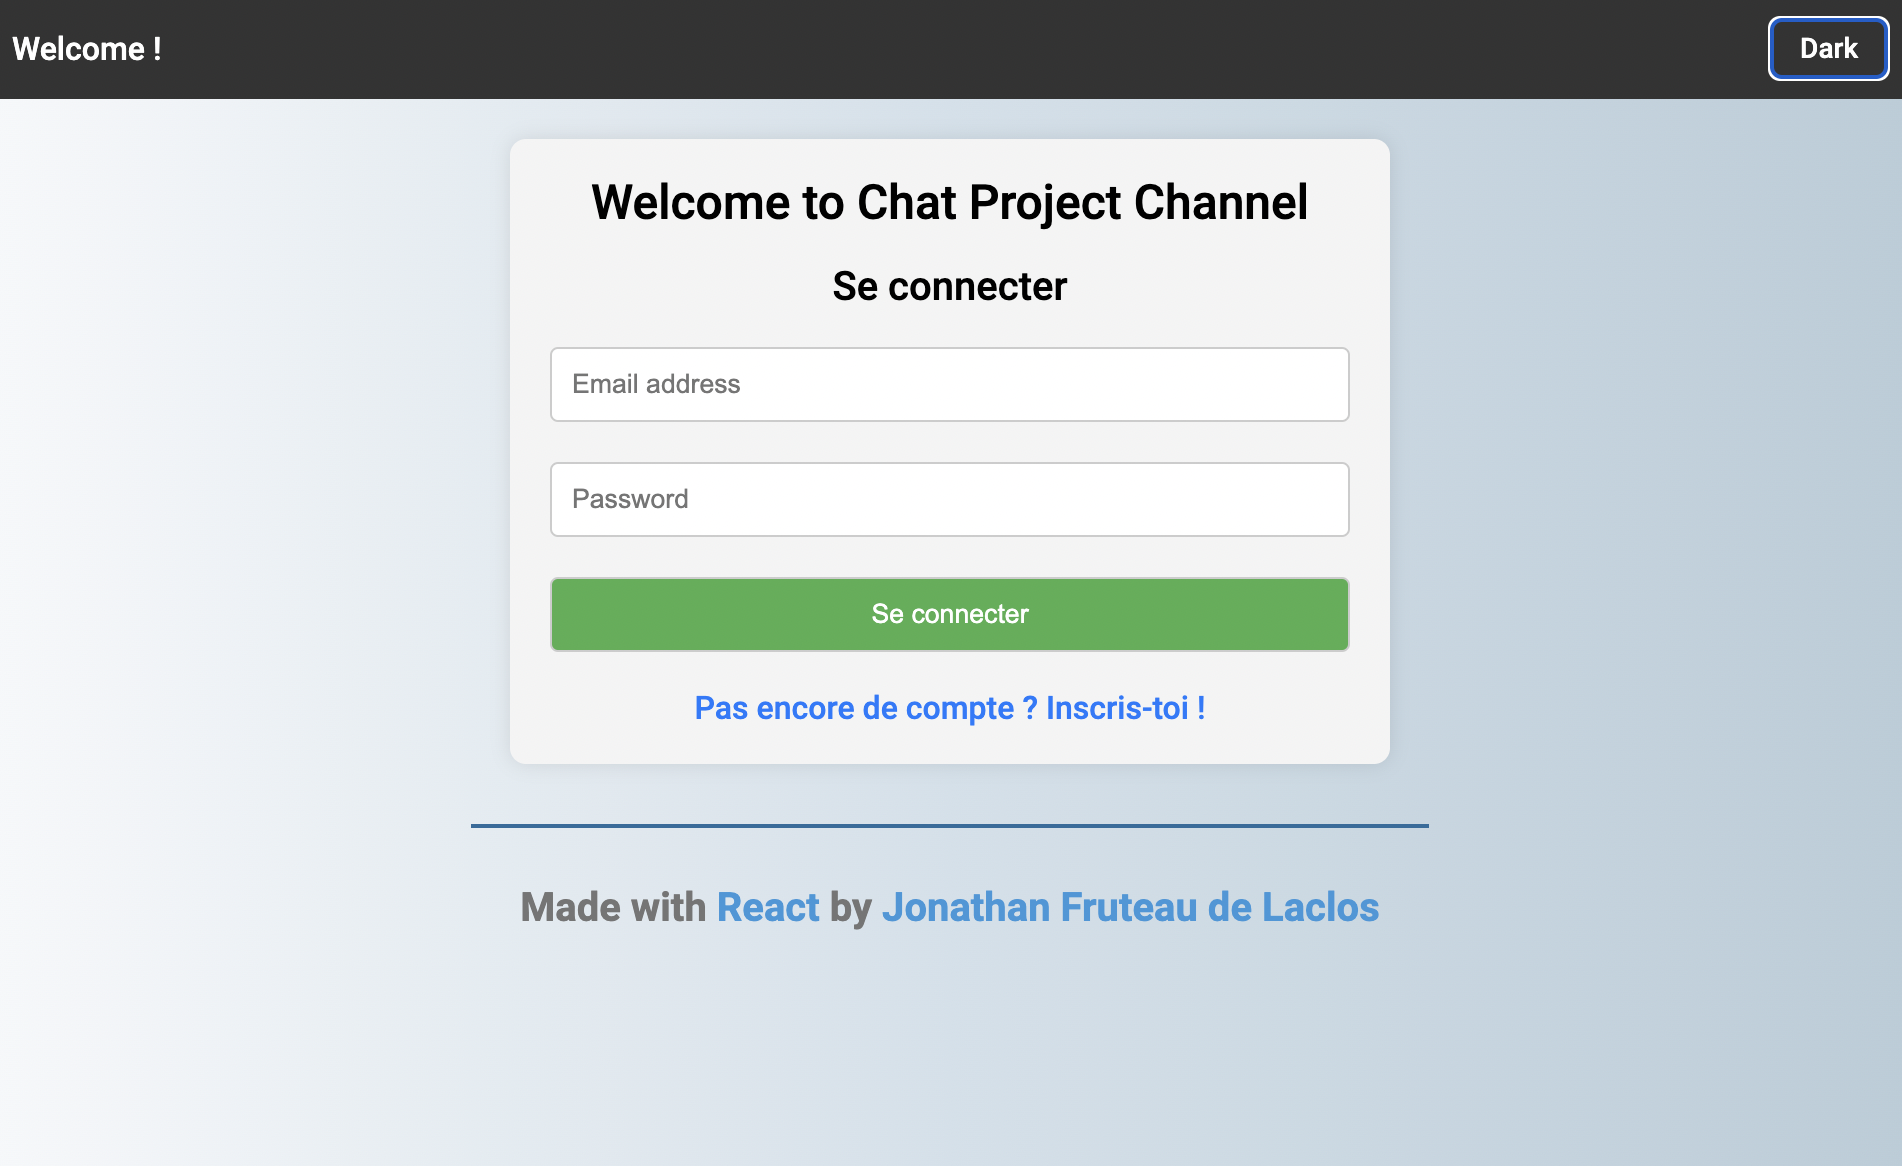 Welcome !
Dark
Welcome to Chat Project Channel
Se connecter
Email address
Password
Se connecter
Pas encore de compte ? Inscris-toi !
Made with React by Jonathan Fruteau de Laclos